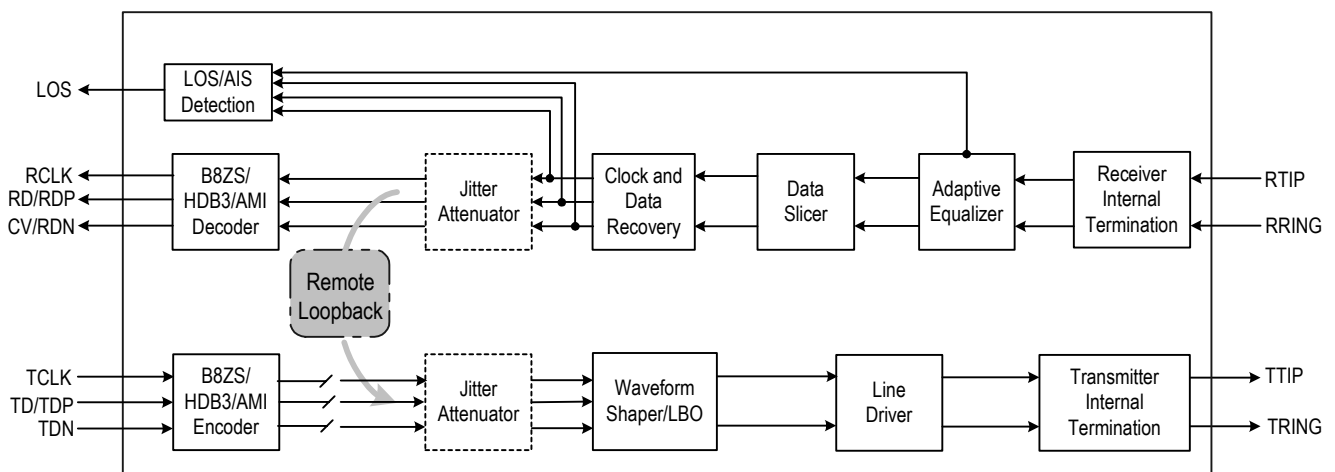 LOS
LOS/AIS
Detection
RCLK
RD/RDP
CV/RDN
B8ZS/
HDB3/AMI
Decoder
Jitter
Attenuator
Clock and
Data
Recovery
Data
Slicer
Adaptive
Equalizer
Receiver
Internal
Termination
RTIP
RRING
Remote
Loopback
TCLK
TD/TDP
TDN
B8ZS/
HDB3/AMI
Encoder
Jitter
Attenuator
Waveform
Shaper/LBO
Line
Driver
Transmitter
Internal
Termination
TTIP
TRING